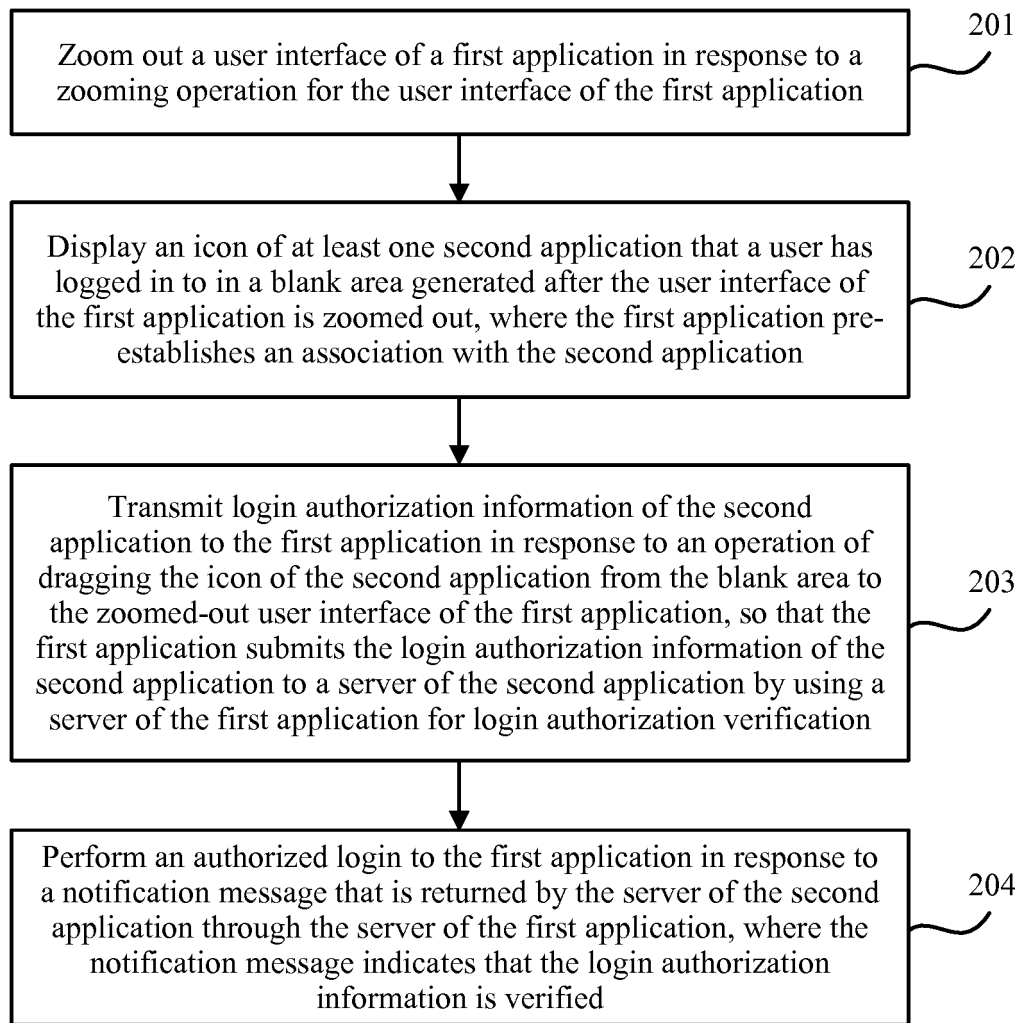 Zoom out a user interface of a first application in response to a
zooming operation for the user interface of the first application
201
Display an icon of at least one second application that a user has
logged in to in a blank area generated after the user interface of
the first application is zoomed out, where the first application pre-
establishes an association with the second application
202
Transmit login authorization information of the second
application to the first application in response to an operation of
dragging the icon of the second application from the blank area to
the zoomed-out user interface of the first application, so that the
first application submits the login authorization information of the
second application to a server of the second application by using a
server of the first application for login authorization verification
203
Perform an authorized login to the first application in response to
a notification message that is returned by the server of the second
application through the server of the first application, where the
notification message indicates that the login authorization
information is verified
204